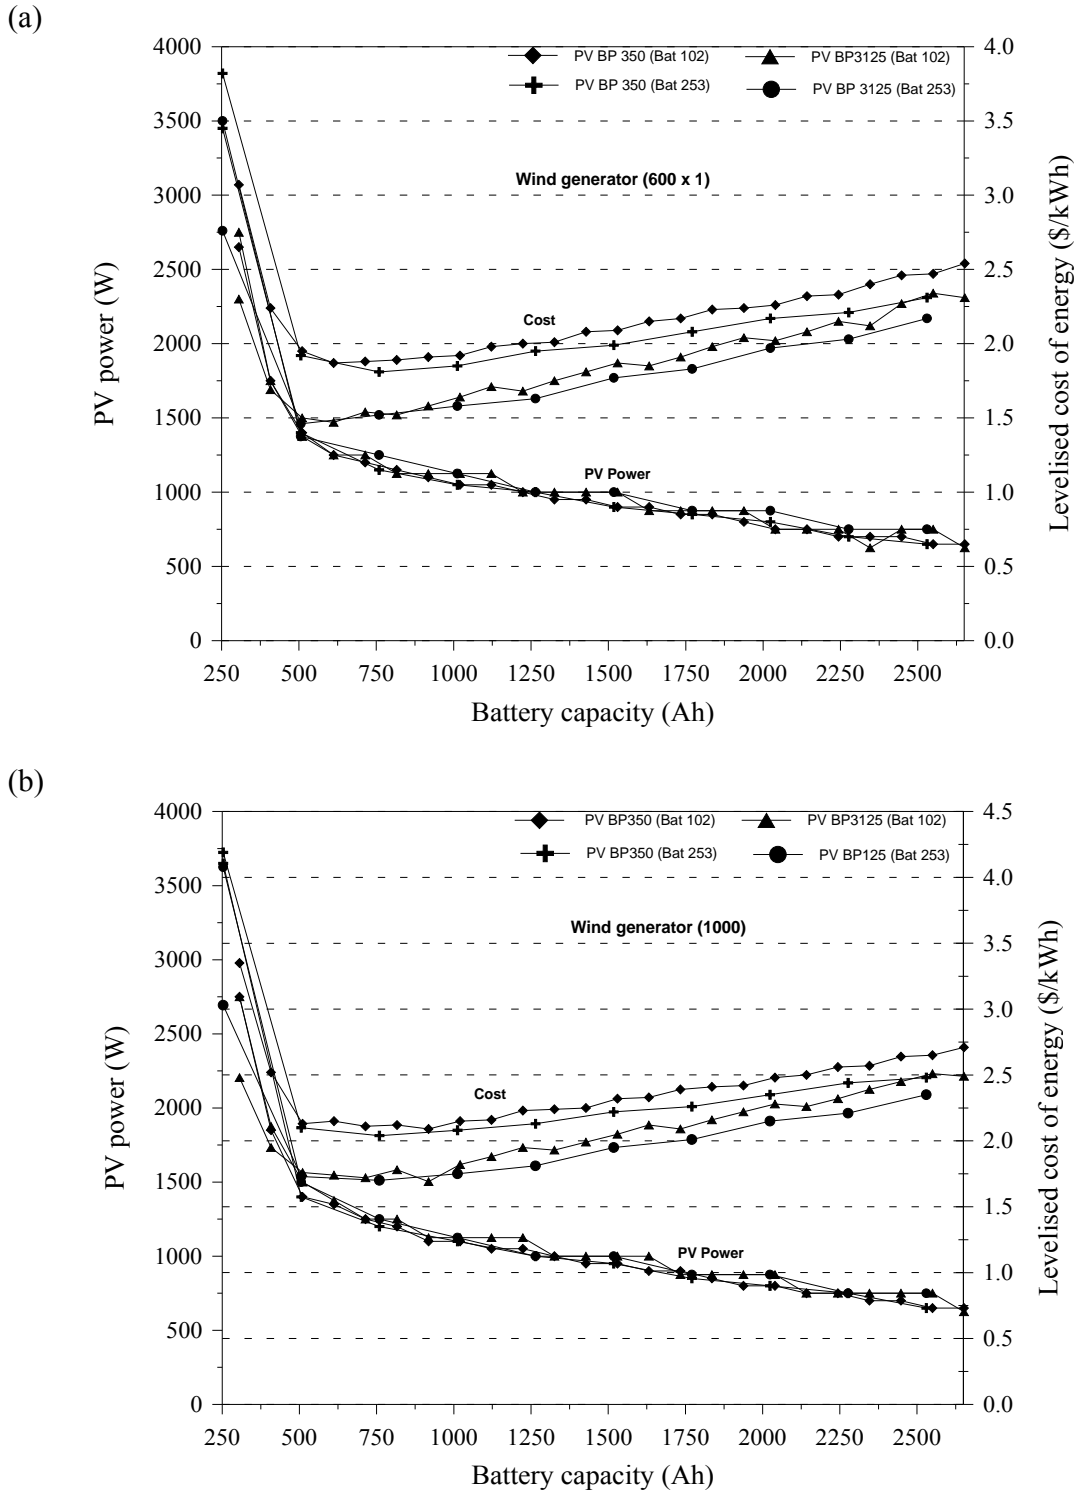 (a)
PV BP 350 (Bat 102)
PV BP3125 (Bat 102)
PV BP 350 (Bat 253)
PV BP 3125 (Bat 253)
Wind generator (600 x 1)
Cost
PV Power
4000
3500
3000
2500
2000
1500
1000
500
0
PV power (W)
4.0
3.5
3.0
2.5
2.0
1.5
1.0
0.5
0.0
Levelised cost of energy ($/kWh)
250 500 750 1000 1250 1500 1750 2000 2250 2500
Battery capacity (Ah)
(b)
PV BP350 (Bat 102)
PV BP3125 (Bat 102)
PV BP350 (Bat 253)
PV BP125 (Bat 253)
Wind generator (1000)
Cost
PV Power
4000
3500
3000
2500
2000
1500
1000
500
0
PV power (W)
4.5
4.0
3.5
3.0
2.5
2.0
1.5
1.0
0.5
0.0
Levelised cost of energy ($/kWh)
250 500 750 1000 1250 1500 1750 2000 2250 2500
Battery capacity (Ah)